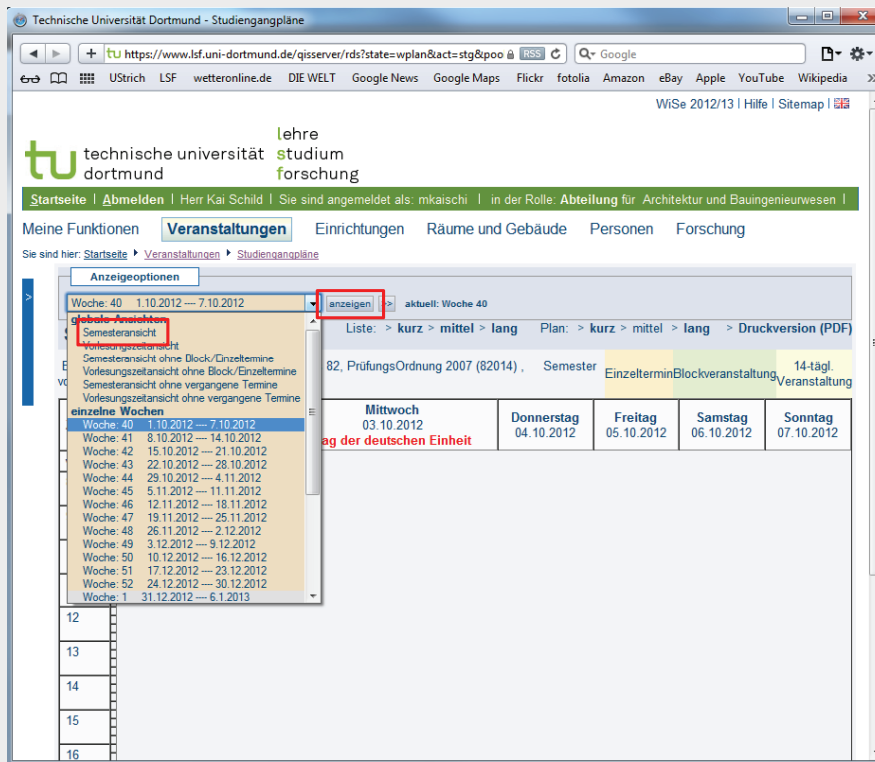 Technische Universität Dortmund - Studiengangpläne
https://www.lsf.uni-dortmund.de/qisserver/rds?state=wplan&act=stg&poo RSS Google
UStrich LSF wetteronline.de DIE WELT Google News Google Maps Flickr fotolia Amazon eBay Apple YouTube Wikipedia
WiSe 2012/13 | Hilfe | Sitemap |
tu technische universität dortmund
lehre
studium
forschung
Startseite | Abmelden | Herr Kai Schild | Sie sind angemeldet als: mkaischi | in der Rolle: Abteilung für Architektur und Bauingenieurwesen |
Meine Funktionen Veranstaltungen Einrichtungen Räume und Gebäude Personen Forschung
Sie sind hier: Startseite Veranstaltungen Studiengangpläne
>
Anzeigeoptionen
Woche: 40 1.10.2012 ---- 7.10.2012 anzeigen >> aktuell: Woche 40
globale Ansichten
Semesteransicht
Vorlesungszeitansicht
Semesteransicht ohne Block/Einzeltermine
Vorlesungszeitansicht ohne Block/Einzeltermine
Semesteransicht ohne vergangene Termine
Vorlesungszeitansicht ohne vergangene Termine
einzelne Wochen
Woche: 40 1.10.2012 ---- 7.10.2012
Woche: 41 8.10.2012 ---- 14.10.2012
Woche: 42 15.10.2012 ---- 21.10.2012
Woche: 43 22.10.2012 ---- 28.10.2012
Woche: 44 29.10.2012 ---- 4.11.2012
Woche: 45 5.11.2012 ---- 11.11.2012
Woche: 46 12.11.2012 ---- 18.11.2012
Woche: 47 19.11.2012 ---- 25.11.2012
Woche: 48 26.11.2012 ---- 2.12.2012
Woche: 49 3.12.2012 ---- 9.12.2012
Woche: 50 10.12.2012 ---- 16.12.2012
Woche: 51 17.12.2012 ---- 23.12.2012
Woche: 52 24.12.2012 ---- 30.12.2012
Woche: 1 31.12.2012 ---- 6.1.2013
Liste: > kurz > mittel > lang Plan: > kurz > mittel > lang > Druckversion (PDF)
82, PrüfungsOrdnung 2007 (82014) , Semester
Einzeltermin Blockveranstaltung 14-tägl. Veranstaltung
Mittwoch
03.10.2012
ag der deutschen Einheit
Donnerstag
04.10.2012
Freitag
05.10.2012
Samstag
06.10.2012
Sonntag
07.10.2012
12
13
14
15
16